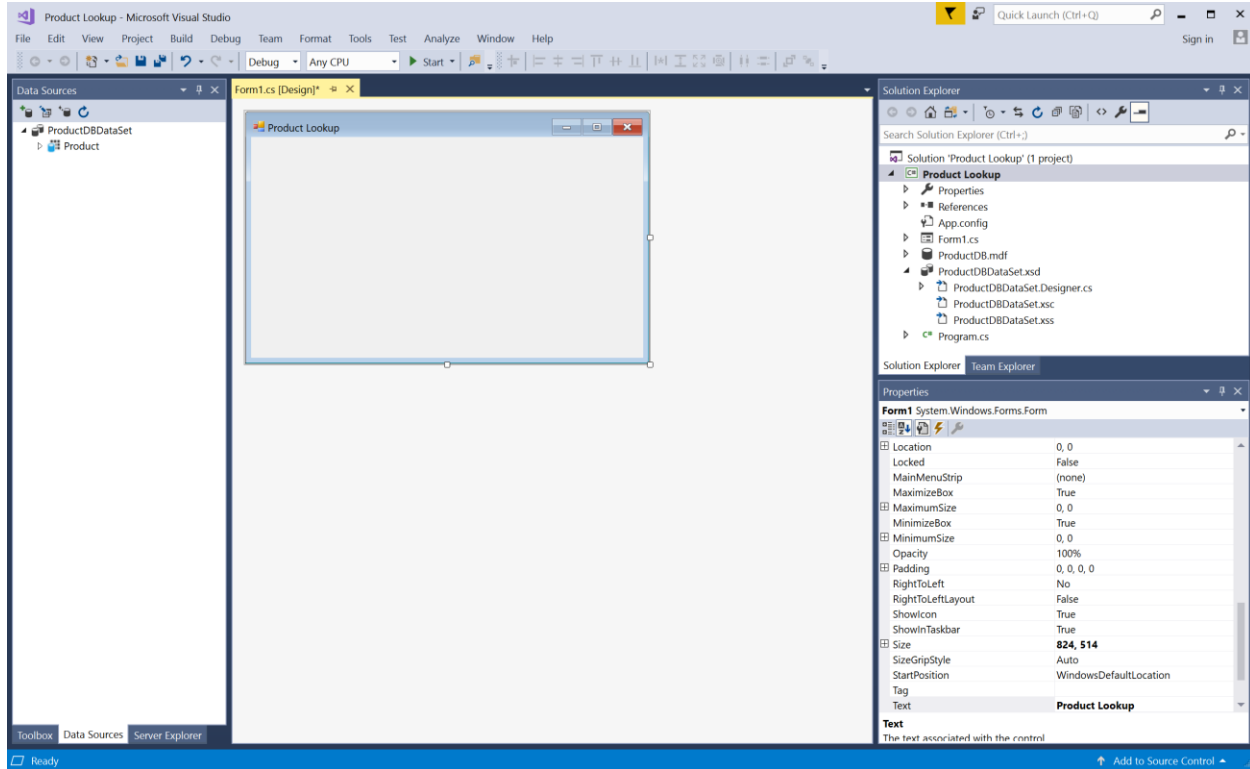 Product Lookup - Microsoft Visual Studio
Quick Launch (Ctrl+Q)
File Edit View Project Build Debug Team Format Tools Test Analyze Window Help
Sign in
Debug Any CPU Start
Data Sources
ProductDBDataSet
Product
Toolbox Data Sources Server Explorer
Form1.cs [Design]*
Product Lookup
Solution Explorer
Search Solution Explorer (Ctrl+;)
Solution 'Product Lookup' (1 project)
C# Product Lookup
Properties
References
App.config
Form1.cs
ProductDB.mdf
ProductDBDataSet.xsd
ProductDBDataSet.Designer.cs
ProductDBDataSet.xsc
ProductDBDataSet.xss
C# Program.cs
Solution Explorer Team Explorer
Properties
Form1 System.Windows.Forms.Form
Location 0, 0
Locked False
MainMenuStrip (none)
MaximizeBox True
MaximumSize 0, 0
MinimizeBox True
MinimumSize 0, 0
Opacity 100%
Padding 0, 0, 0, 0
RightToLeft No
RightToLeftLayout False
ShowIcon True
ShowInTaskbar True
Size 824, 514
SizeGripStyle Auto
StartPosition WindowsDefaultLocation
Tag
Text Product Lookup
Text
The text associated with the control
Ready
Add to Source Control